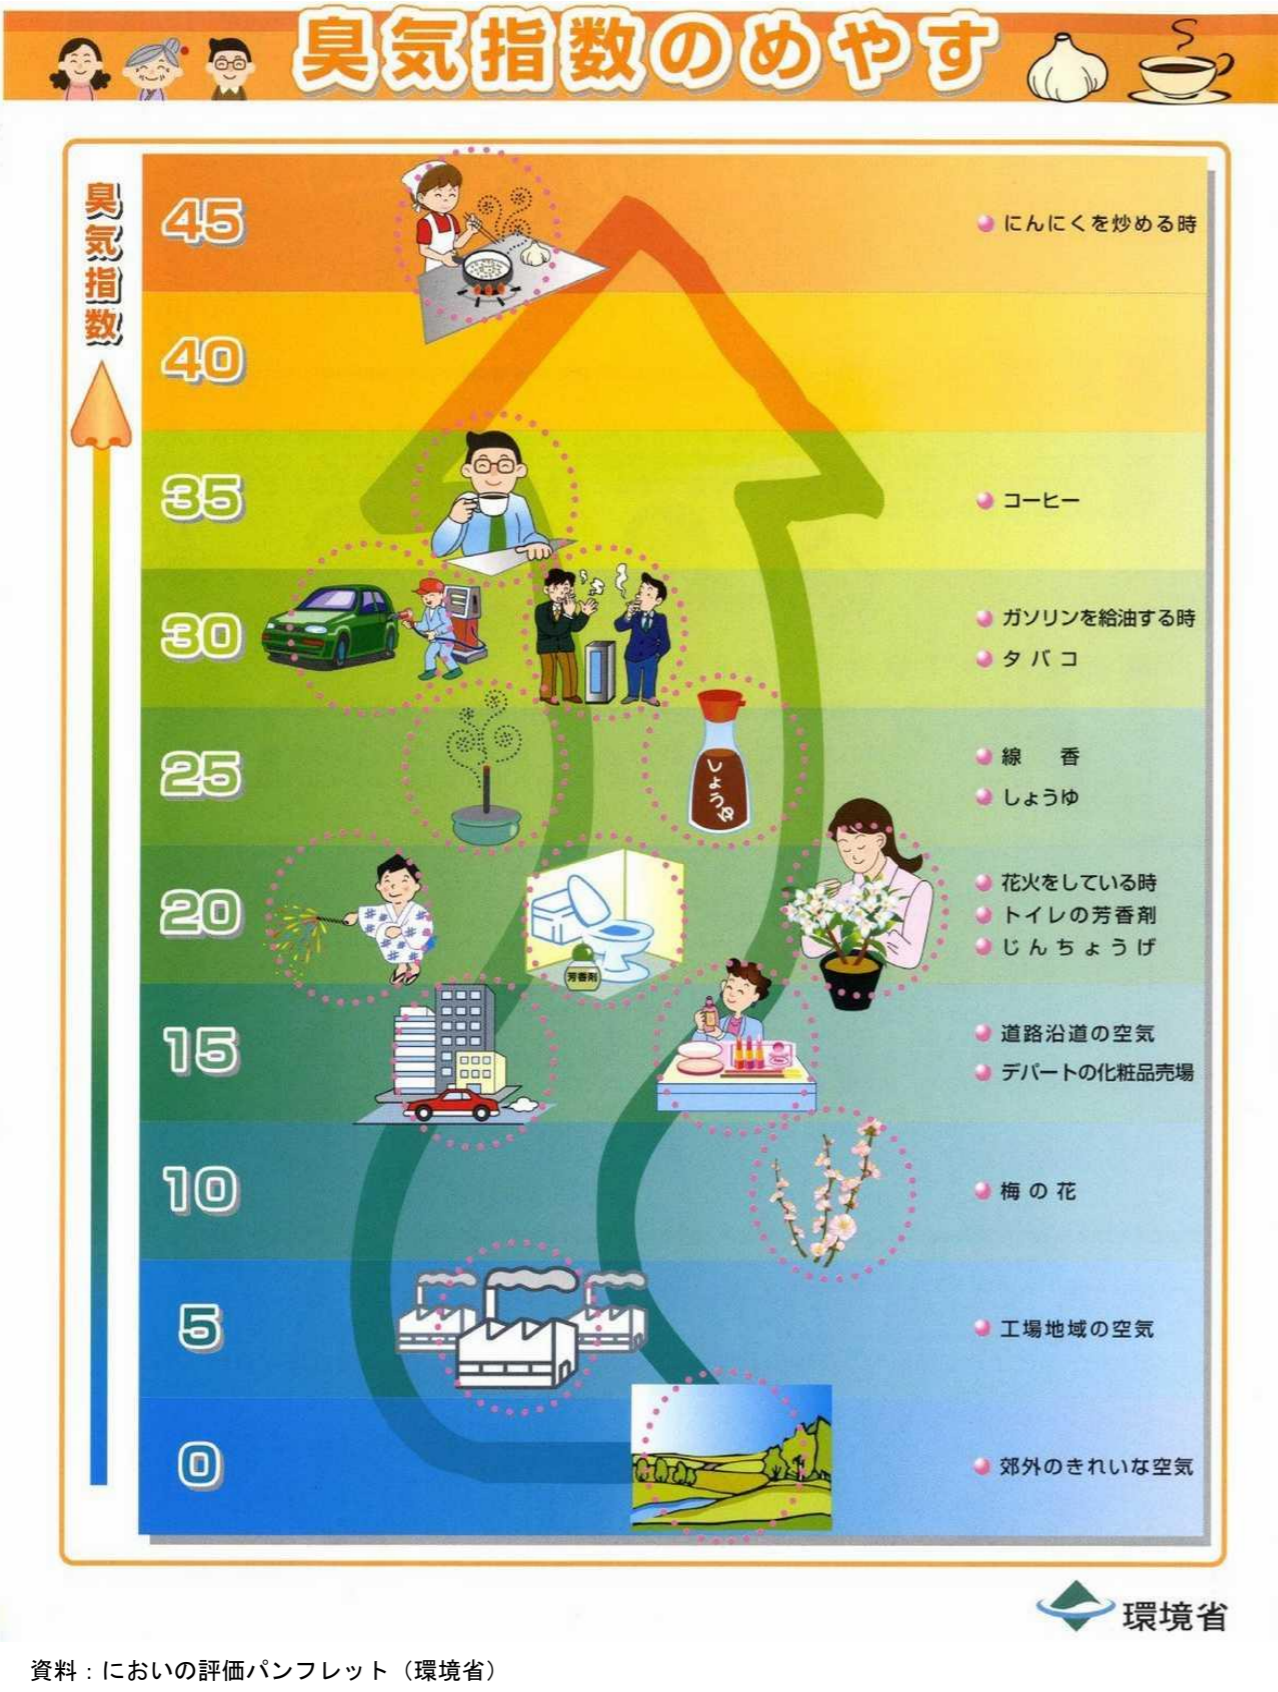 臭気指数のめやす
臭気指数
45
にんにくを炒める時
40
35
コーヒー
30
ガソリンを給油する時
タバコ
25
線　香
しょうゆ
しょうゆ
20
花火をしている時
トイレの芳香剤
じんちょうげ
芳香剤
15
道路沿道の空気
デパートの化粧品売場
10
梅の花
5
工場地域の空気
0
郊外のきれいな空気
環境省
資料：においの評価パンフレット（環境省）